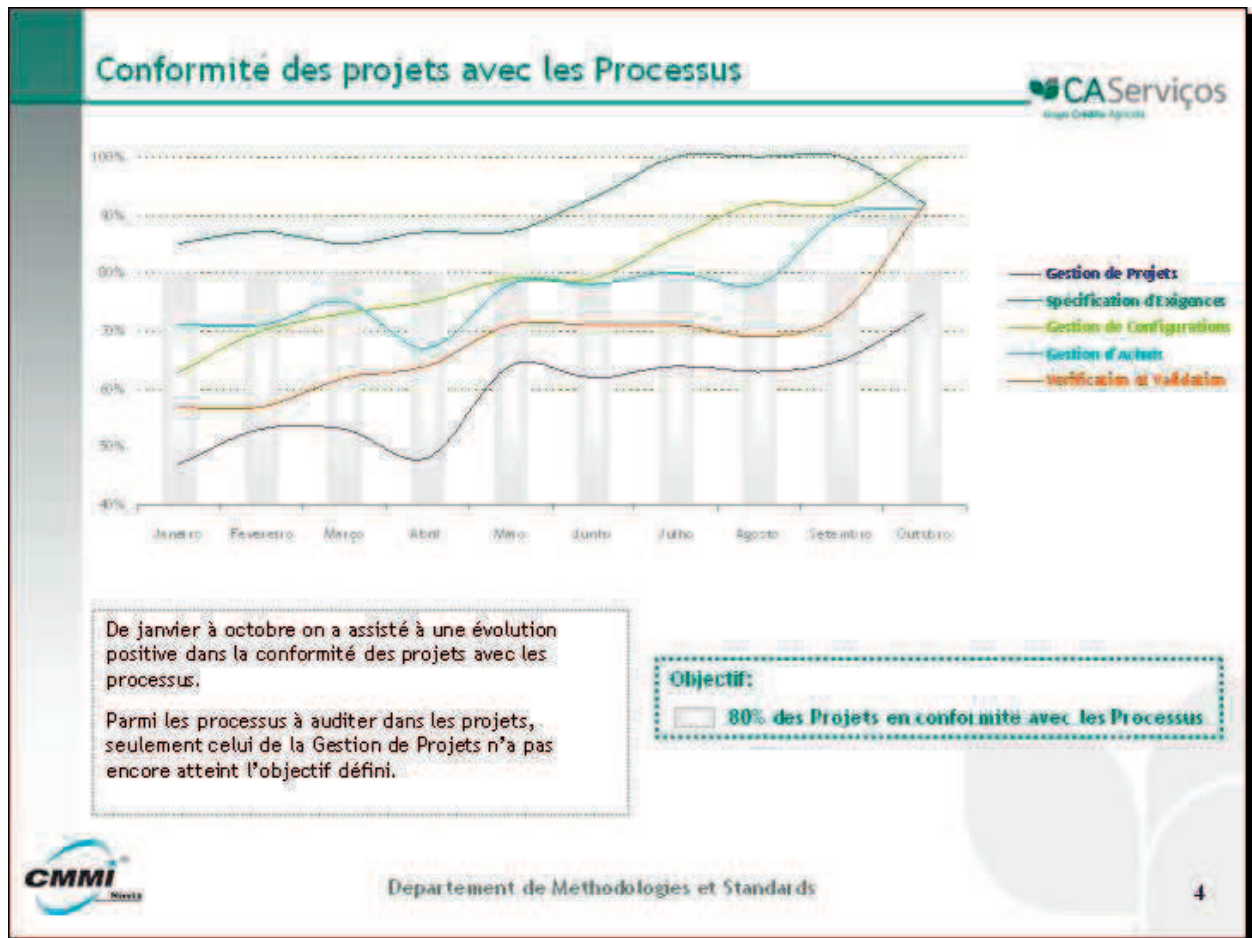 Conformité des projets avec les Processus
CAServiços
Grupo Crédito Agrícola
100%
90%
80%
70%
60%
50%
40%
Janeiro Fevereiro Março Abril Maio Junho Julho Agosto Setembro Outubro
Gestion de Projets
Spécification d'Exigences
Gestion de Configurations
Gestion d'Achats
Vérification et Validation
De janvier à octobre on a assisté à une évolution
positive dans la conformité des projets avec les
processus.
Parmi les processus à auditer dans les projets,
seulement celui de la Gestion de Projets n'a pas
encore atteint l'objectif défini.
Objectif:
80% des Projets en conformité avec les Processus
CMMI
Département de Méthodologies et Standards
4